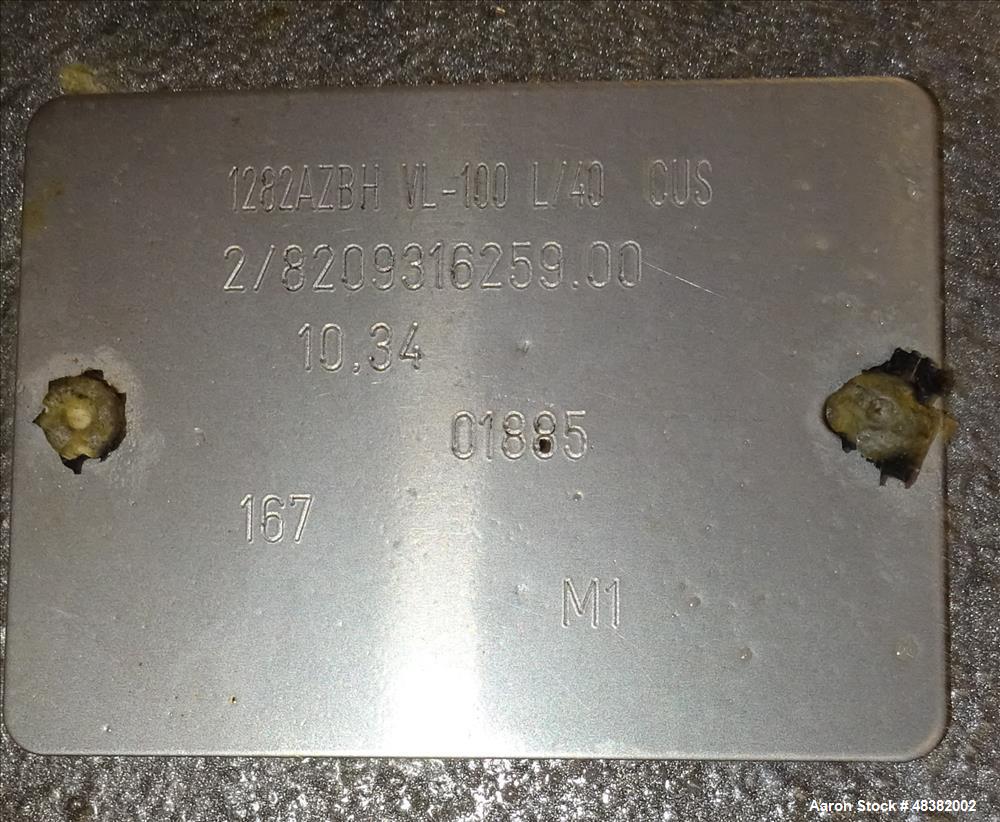 1282AZBH VL-100 L/40 CUS
2/8209316259.00
10,34
01885
167
M1
Aaron Stock # 48382002